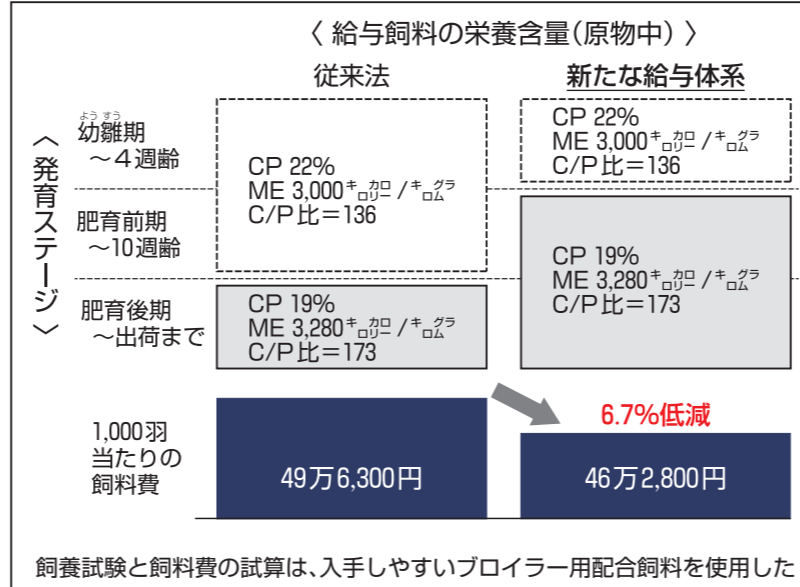 〈 給与飼料の栄養含量(原物中) 〉
従来法
新たな給与体系
〈発育ステージ〉
ようすう
幼雛期
～4週齢
肥育前期
～10週齢
肥育後期
～出荷まで
CP 22%
ME 3,000キロカロリー/キログラム
C/P比＝136
CP 19%
ME 3,280キロカロリー/キログラム
C/P比＝173
CP 22%
ME 3,000キロカロリー/キログラム
C/P比＝136
CP 19%
ME 3,280キロカロリー/キログラム
C/P比＝173
1,000羽
当たりの
飼料費
49万6,300円
6.7%低減
46万2,800円
飼養試験と飼料費の試算は、入手しやすいブロイラー用配合飼料を使用した